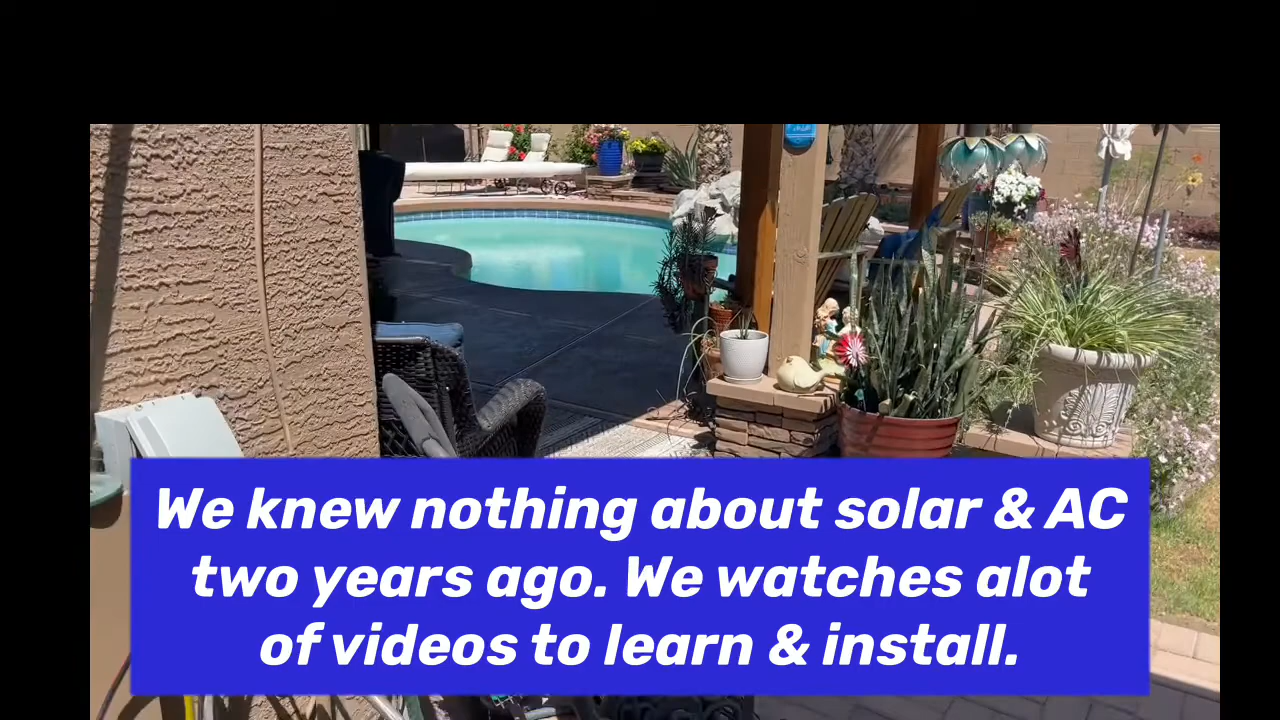 We knew nothing about solar & AC
two years ago. We watches alot
of videos to learn & install.